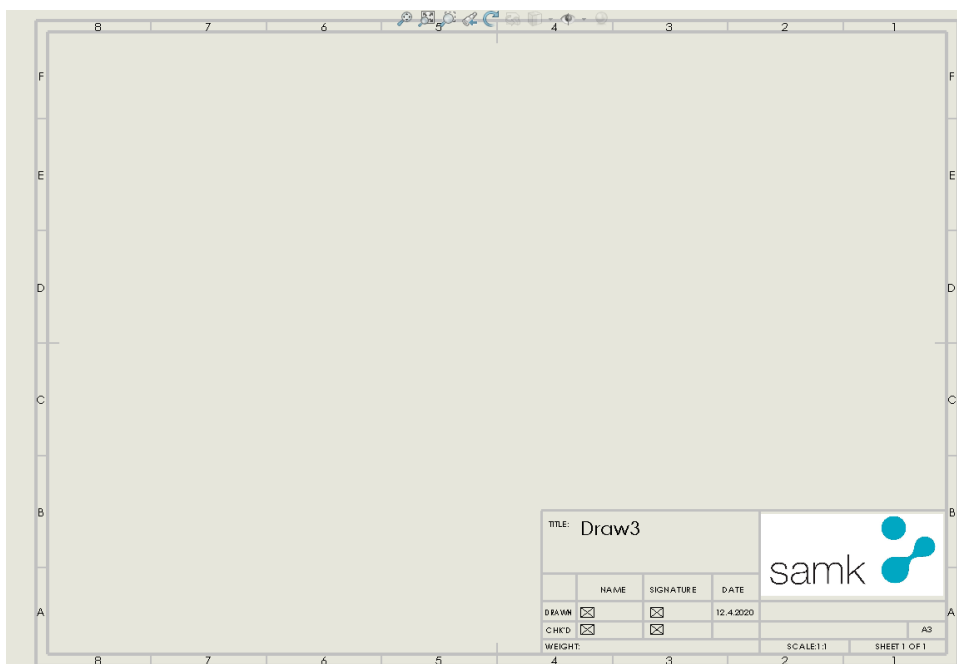 8 7 6 5 4 3 2 1
F F
E E
D D
C C
B B
TITLE: Draw3
samk
NAME SIGNATURE DATE
A A
DRAWN 12.4.2020
CHK'D A3
WEIGHT: SCALE:1:1 SHEET 1 OF 1
8 7 6 5 4 3 2 1